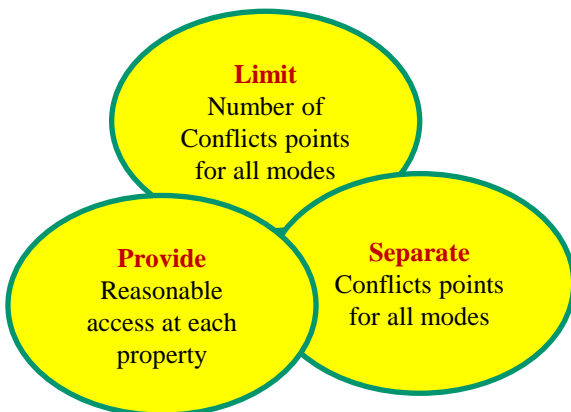 Limit
Number of
Conflicts points
for all modes
Provide
Reasonable
access at each
property
Separate
Conflicts points
for all modes